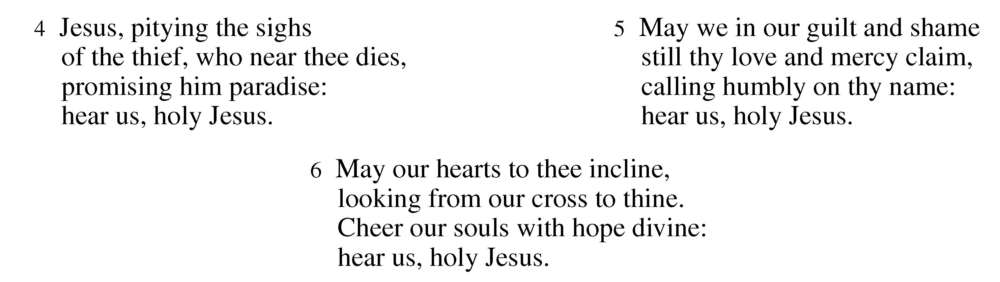 4 Jesus, pitying the sighs
of the thief, who near thee dies,
promising him paradise:
hear us, holy Jesus.
5 May we in our guilt and shame
still thy love and mercy claim,
calling humbly on thy name:
hear us, holy Jesus.
6 May our hearts to thee incline,
looking from our cross to thine.
Cheer our souls with hope divine:
hear us, holy Jesus.